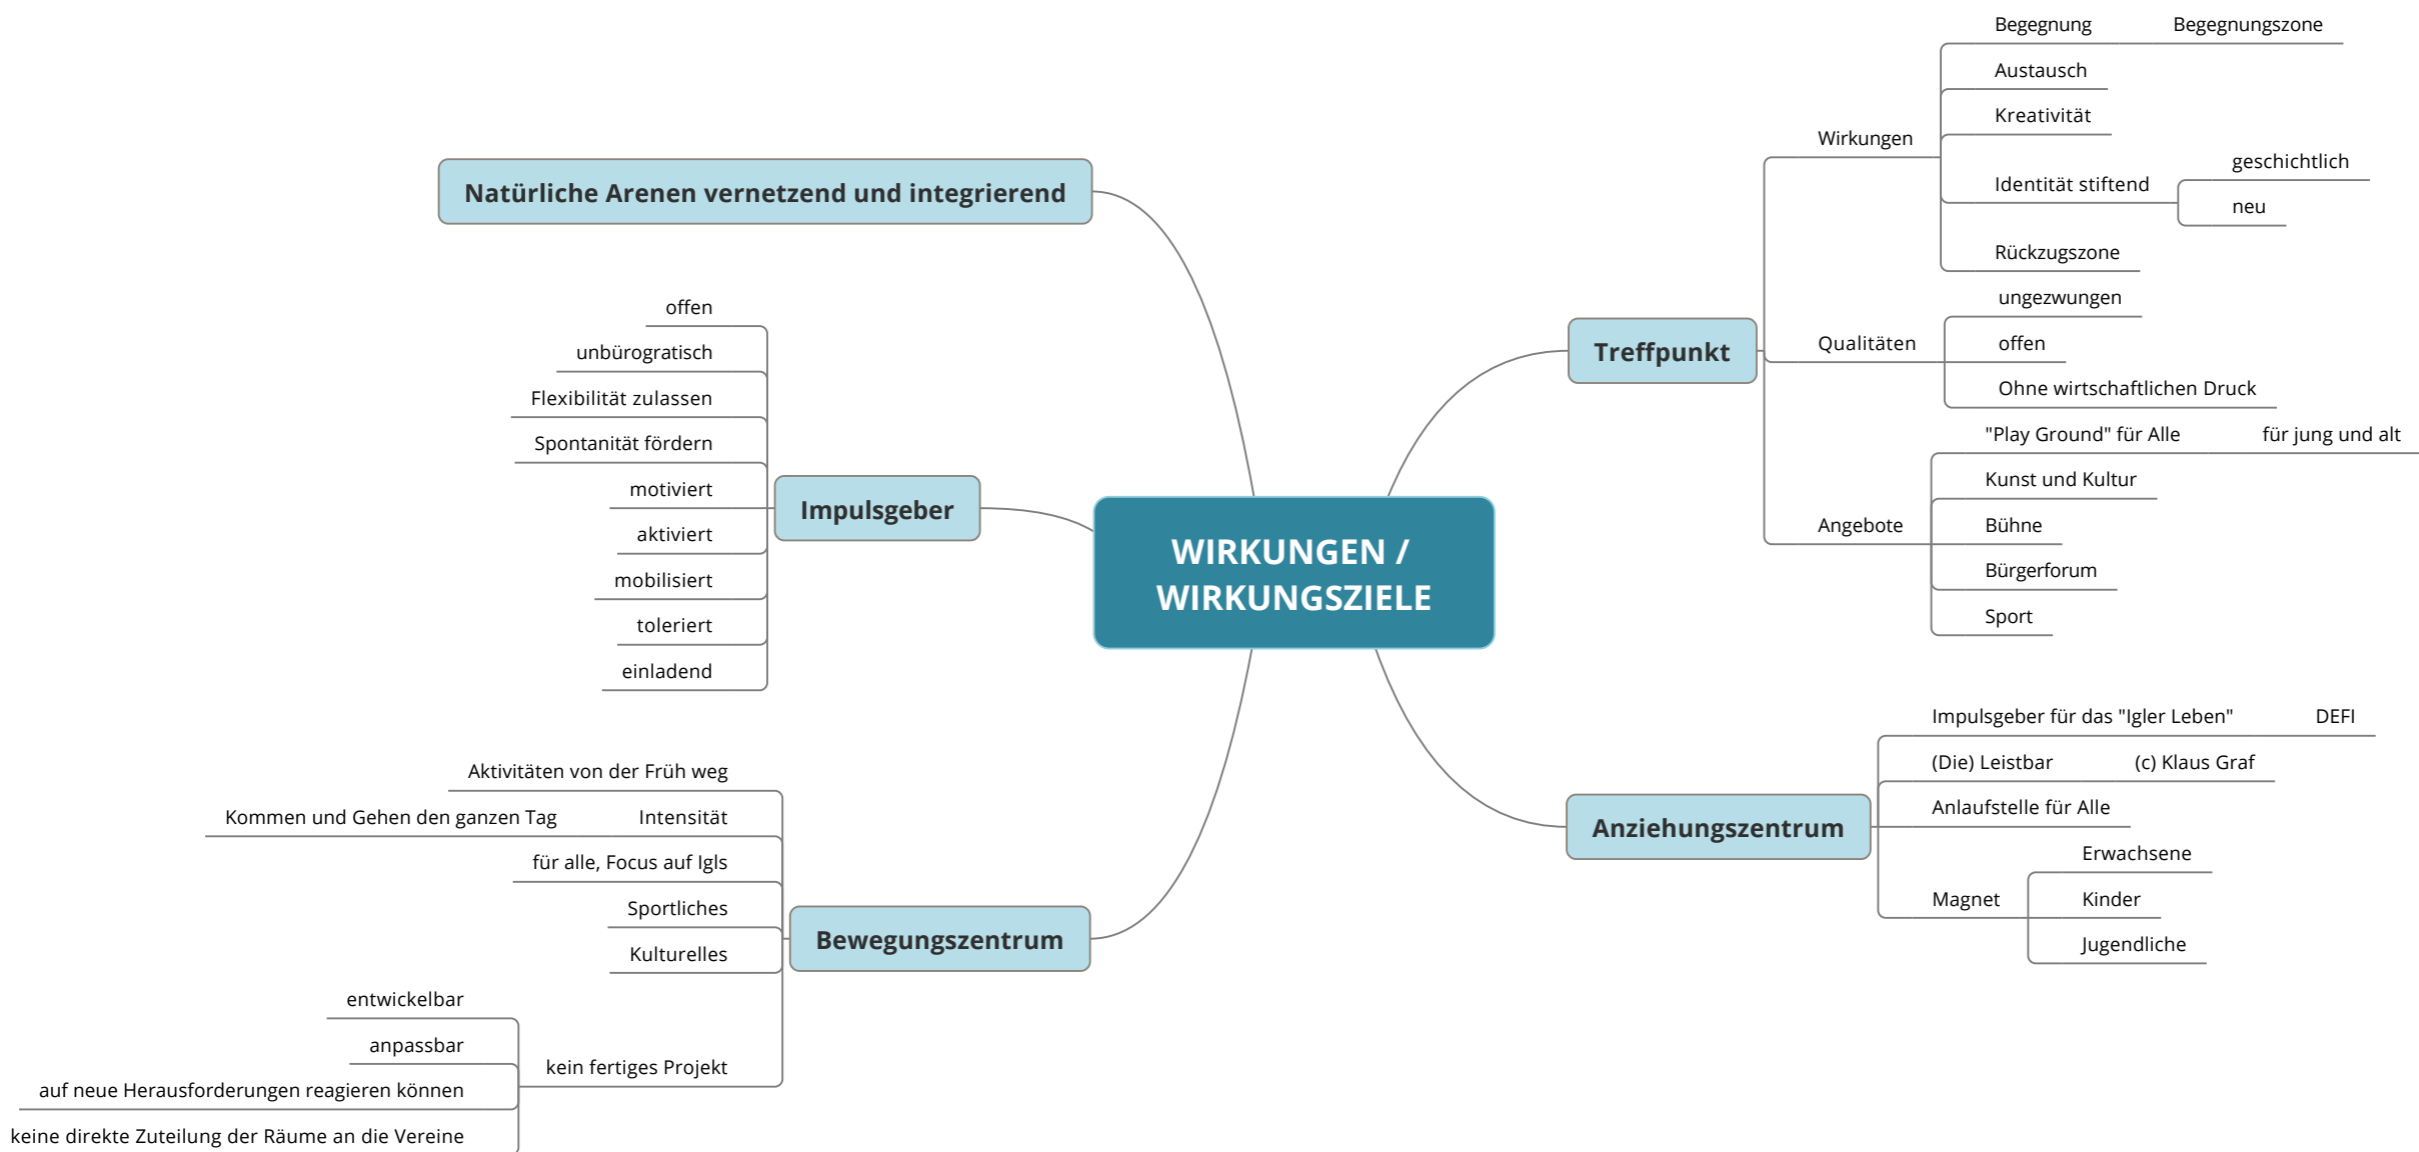 WIRKUNGEN /
WIRKUNGSZIELE
Natürliche Arenen vernetzend und integrierend
Impulsgeber
offen
unbürogratisch
Flexibilität zulassen
Spontanität fördern
motiviert
aktiviert
mobilisiert
toleriert
einladend
Bewegungszentrum
Aktivitäten von der Früh weg
Intensität
Kommen und Gehen den ganzen Tag
für alle, Focus auf Igls
Sportliches
Kulturelles
kein fertiges Projekt
entwickelbar
anpassbar
auf neue Herausforderungen reagieren können
keine direkte Zuteilung der Räume an die Vereine
Treffpunkt
Wirkungen
Begegnung
Begegnungszone
Austausch
Kreativität
Identität stiftend
geschichtlich
neu
Rückzugszone
Qualitäten
ungezwungen
offen
Ohne wirtschaftlichen Druck
Angebote
"Play Ground" für Alle
für jung und alt
Kunst und Kultur
Bühne
Bürgerforum
Sport
Anziehungszentrum
Impulsgeber für das "Igler Leben"
DEFI
(Die) Leistbar
(c) Klaus Graf
Anlaufstelle für Alle
Magnet
Erwachsene
Kinder
Jugendliche